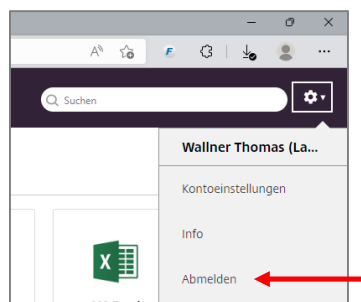 Suchen
Wallner Thomas (La...
Kontoeinstellungen
Info
Abmelden